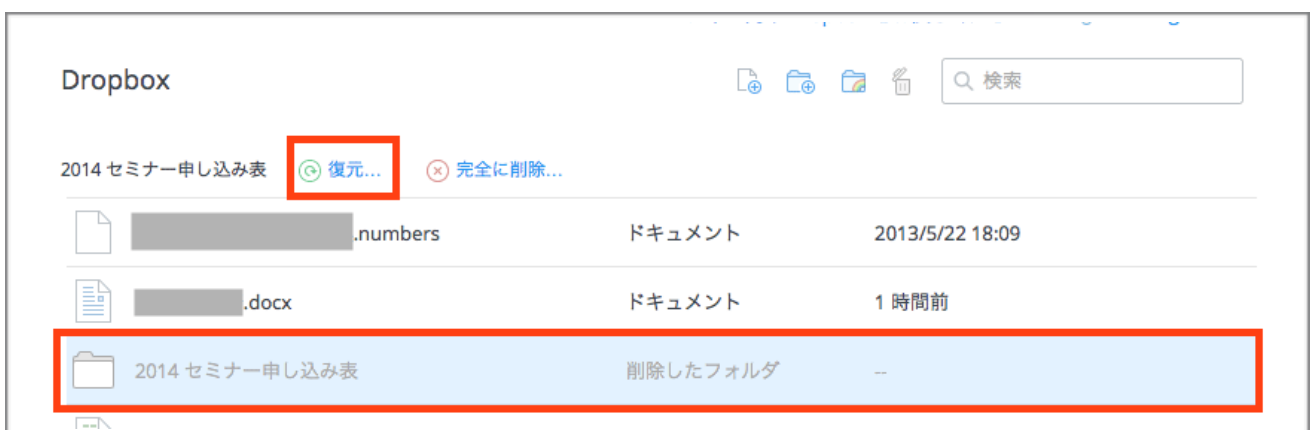 Dropbox
検索
2014 セミナー申し込み表 復元... 完全に削除...
.numbers ドキュメント 2013/5/22 18:09
.docx ドキュメント 1 時間前
2014 セミナー申し込み表 削除したフォルダ --